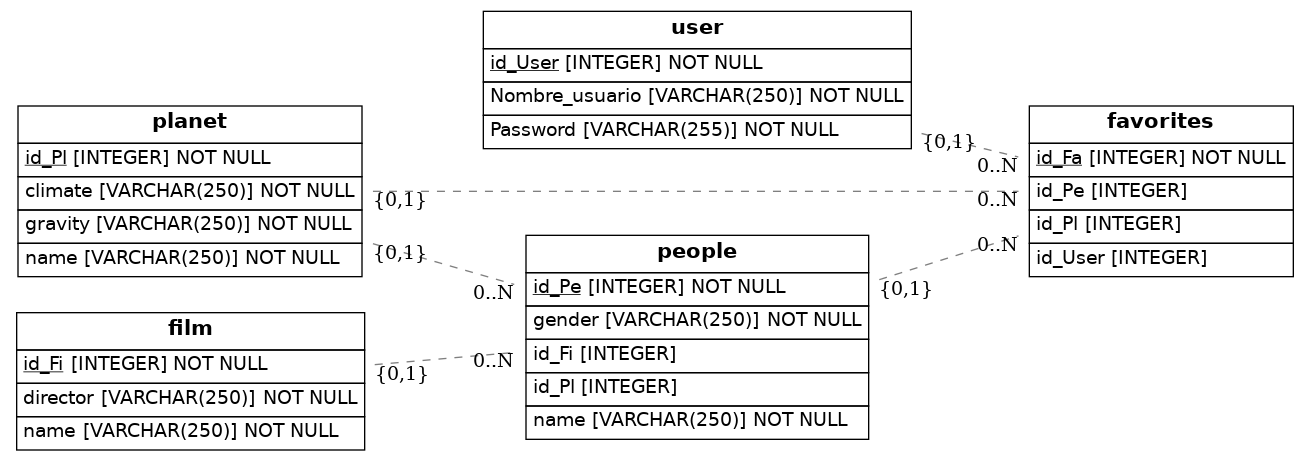 user
id_User [INTEGER] NOT NULL
Nombre_usuario [VARCHAR(250)] NOT NULL
Password [VARCHAR(255)] NOT NULL
planet
id_Pl [INTEGER] NOT NULL
climate [VARCHAR(250)] NOT NULL
gravity [VARCHAR(250)] NOT NULL
name [VARCHAR(250)] NOT NULL
favorites
id_Fa [INTEGER] NOT NULL
id_Pe [INTEGER]
id_Pl [INTEGER]
id_User [INTEGER]
{0,1}
0..N
{0,1}
0..N
{0,1}
0..N
{0,1}
0..N
people
id_Pe [INTEGER] NOT NULL
gender [VARCHAR(250)] NOT NULL
id_Fi [INTEGER]
id_Pl [INTEGER]
name [VARCHAR(250)] NOT NULL
film
id_Fi [INTEGER] NOT NULL
director [VARCHAR(250)] NOT NULL
name [VARCHAR(250)] NOT NULL
{0,1}
0..N